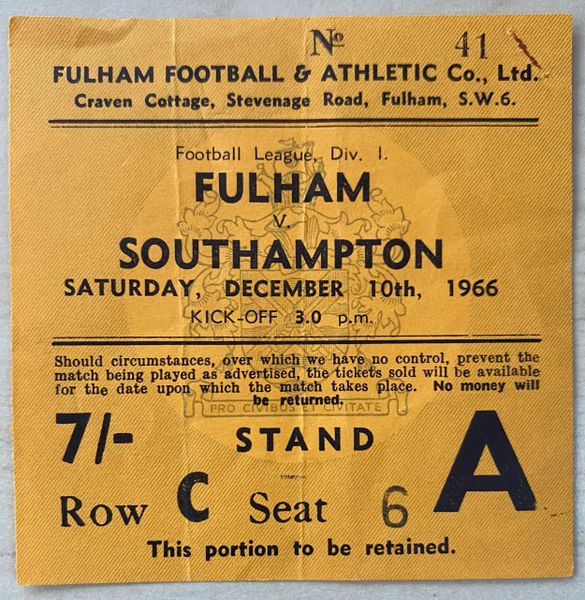 Nº 41
FULHAM FOOTBALL & ATHLETIC Co., Ltd.
Craven Cottage, Stevenage Road, Fulham, S.W.6.
Football League, Div. I.
FULHAM
v.
SOUTHAMPTON
SATURDAY, DECEMBER 10th, 1966
KICK-OFF 3.0 p.m.
Should circumstances, over which we have no control, prevent the
match being played as advertised, the tickets sold will be available
for the date upon which the match takes place. No money will
be returned.
PRO CIVIBUS ET CIVITATE
7/- STAND A
Row C Seat 6
This portion to be retained.